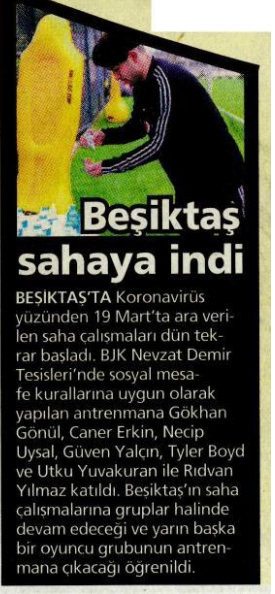 Beşiktaş
sahaya indi
BEŞİKTAŞ'TA Koronavirüs
yüzünden 19 Mart'ta ara veri-
len saha çalışmaları dün tek-
rar başladı. BJK Nevzat Demir
Tesisleri'nde sosyal mesa-
fe kurallarına uygun olarak
yapılan antrenmana Gökhan
Gönül, Caner Erkin, Necip
Uysal, Güven Yalçın, Tyler Boyd
ve Utku Yuvakuran ile Rıdvan
Yılmaz katıldı. Beşiktaş'ın saha
çalışmalarına gruplar halinde
devam edeceği ve yarın başka
bir oyuncu grubunun antren-
mana çıkacağı öğrenildi.